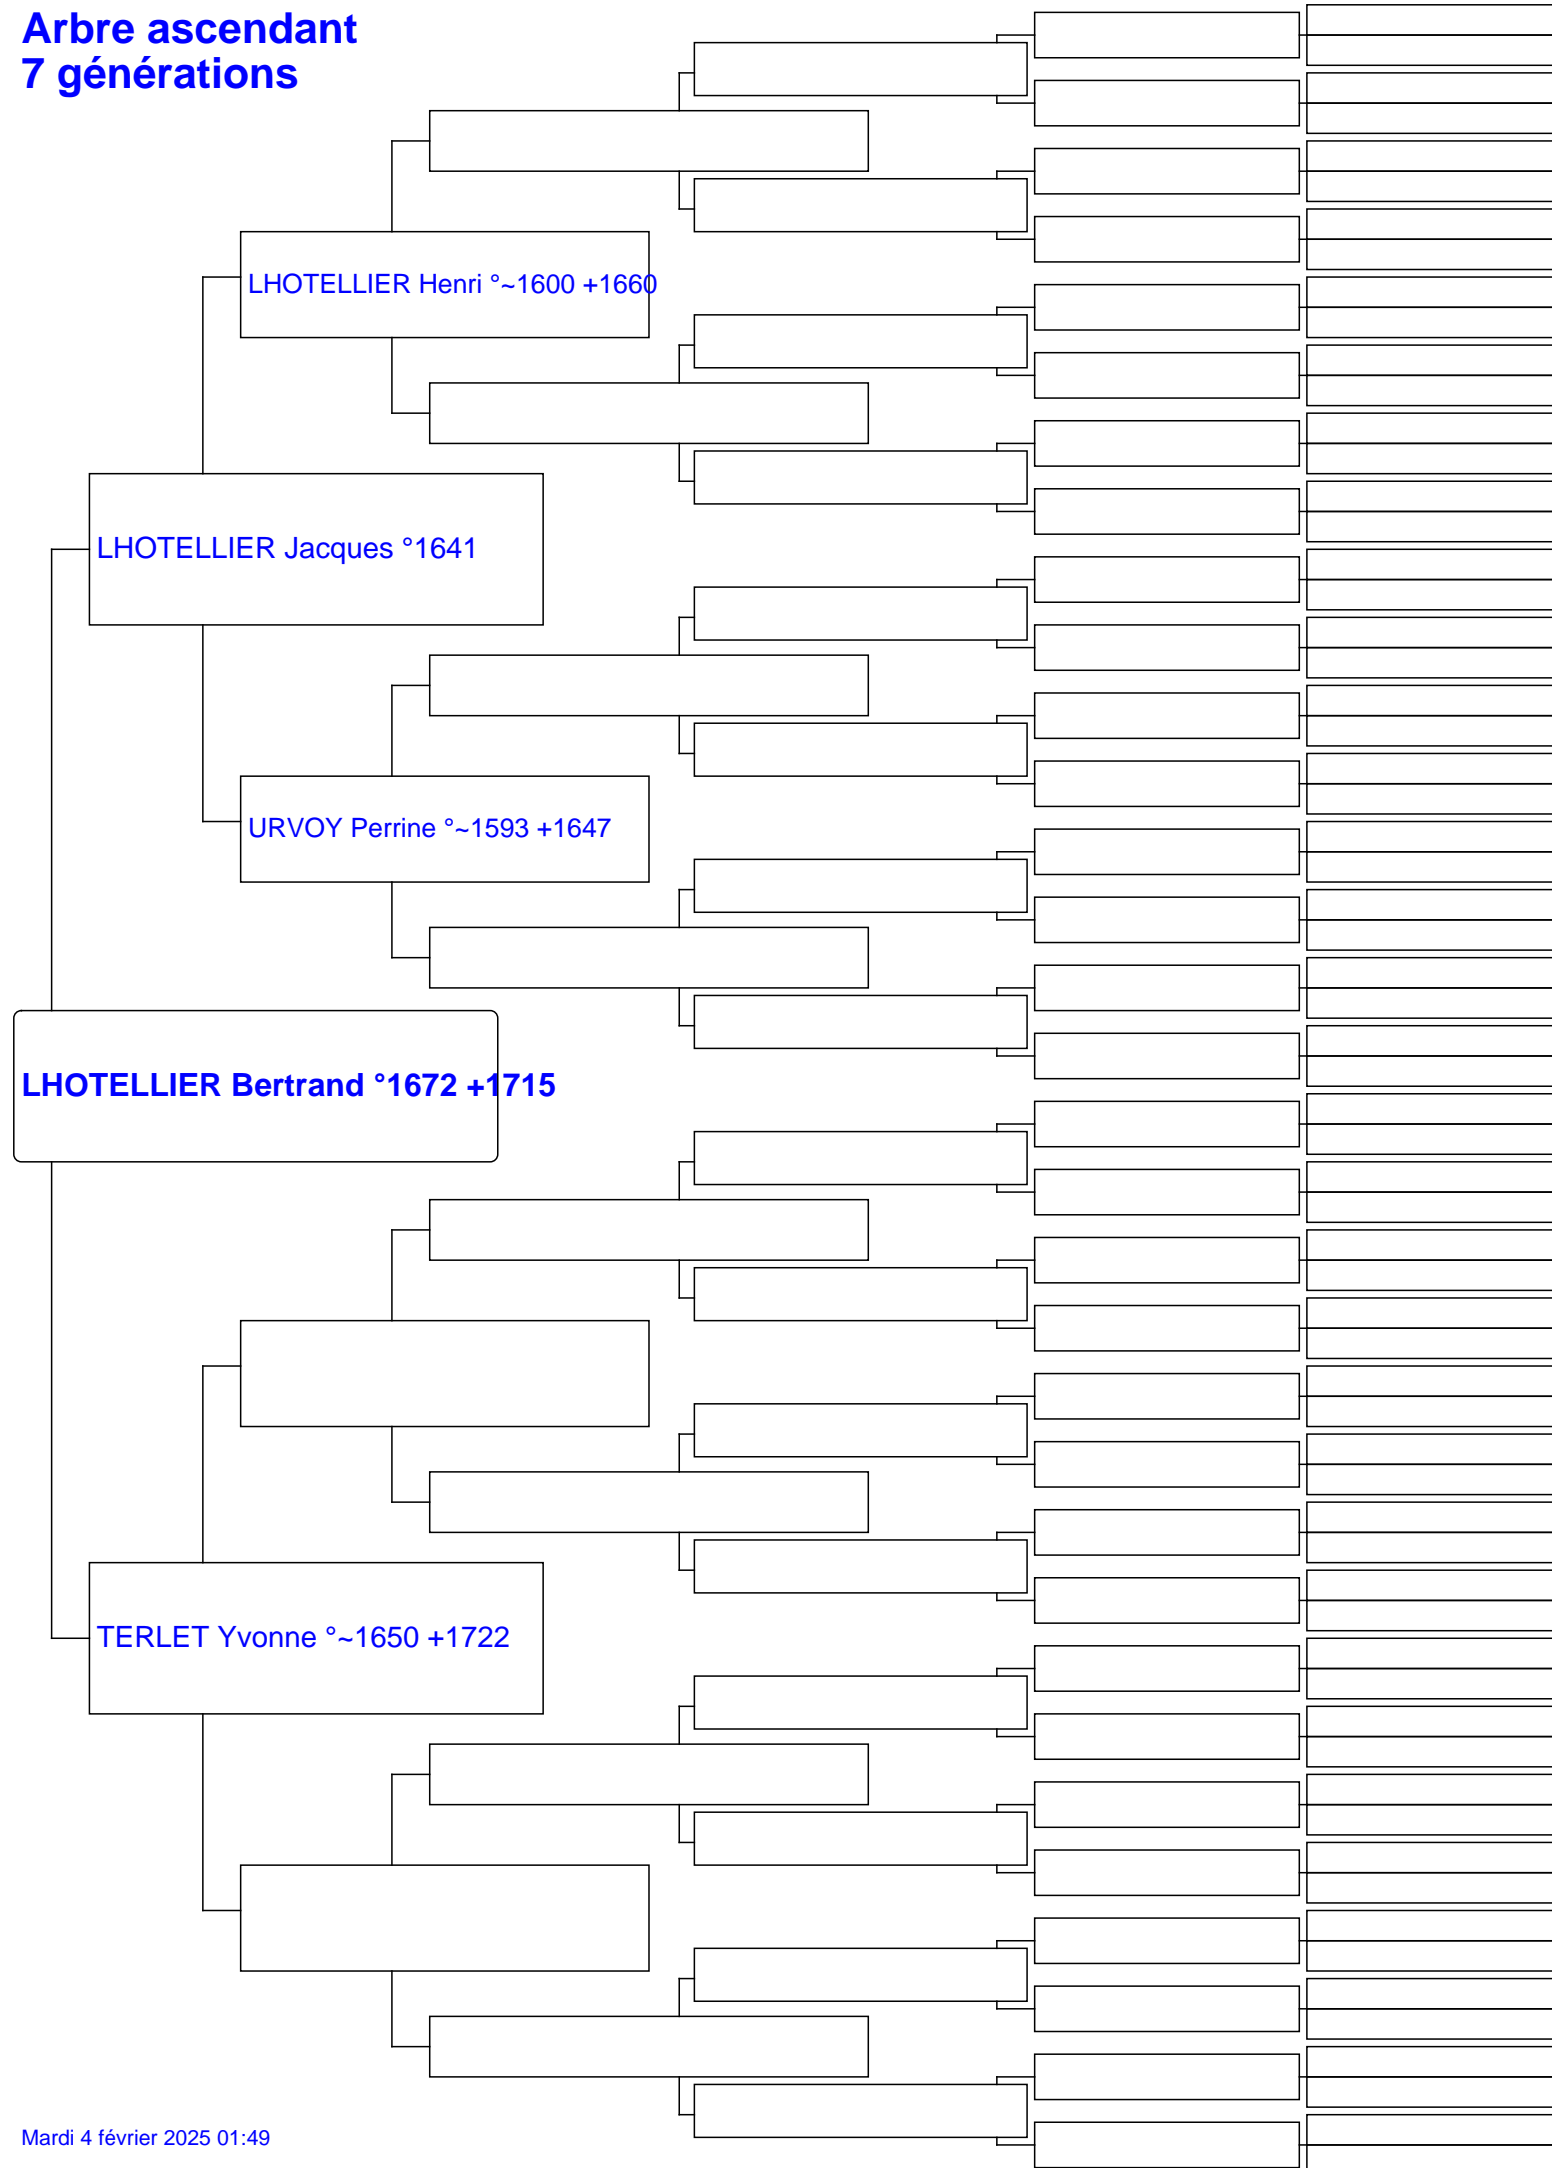 Arbre ascendant
7 générations
LHOTELLIER Henri °~1600 +1660
LHOTELLIER Jacques °1641
URVOY Perrine °~1593 +1647
LHOTELLIER Bertrand °1672 +1715
TERLET Yvonne °~1650 +1722
Mardi 4 février 2025 01:49